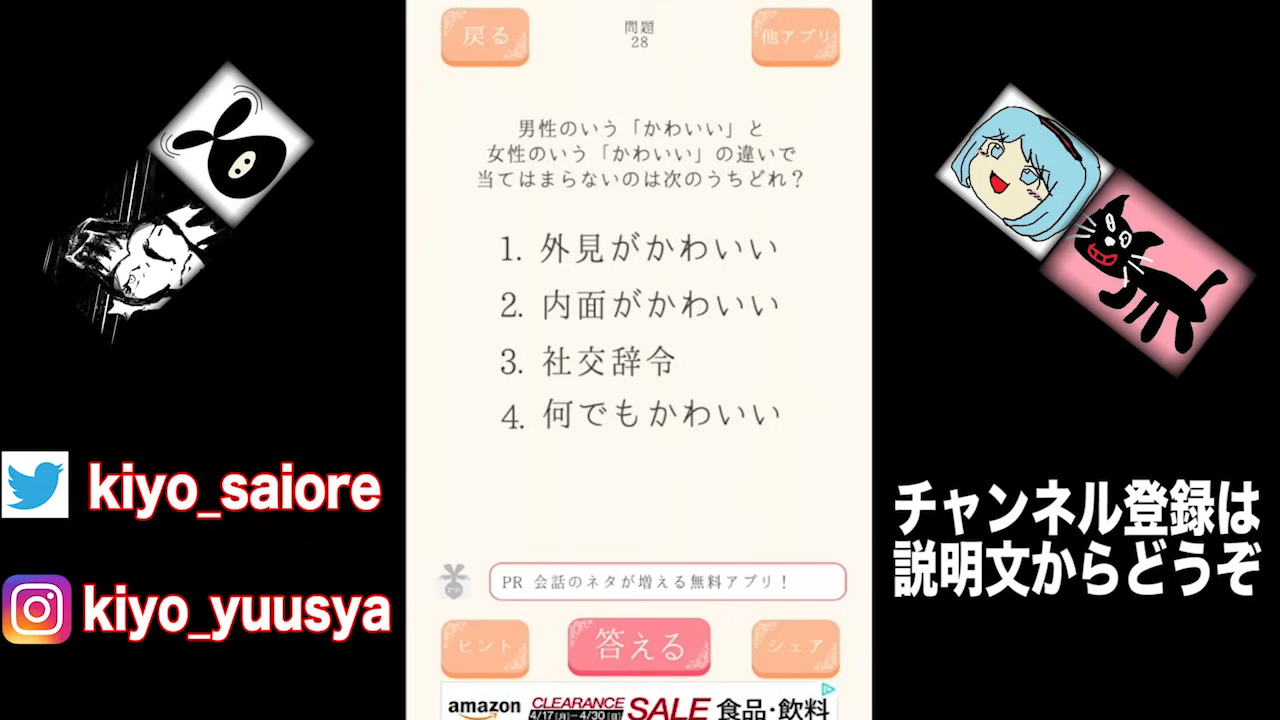 戻る
問題
28
他アプリ
男性のいう「かわいい」と
女性のいう「かわいい」の違いで
当てはまらないのは次のうちどれ？
1. 外見がかわいい
2. 内面がかわいい
3. 社交辞令
4. 何でもかわいい
kiyo_saiore
kiyo_yuusya
チャンネル登録は
説明文からどうぞ
PR 会話のネタが増える無料アプリ！
ヒント
答える
シェア
amazon
CLEARANCE
4/17[月]–4/30[日]
SALE
食品・飲料